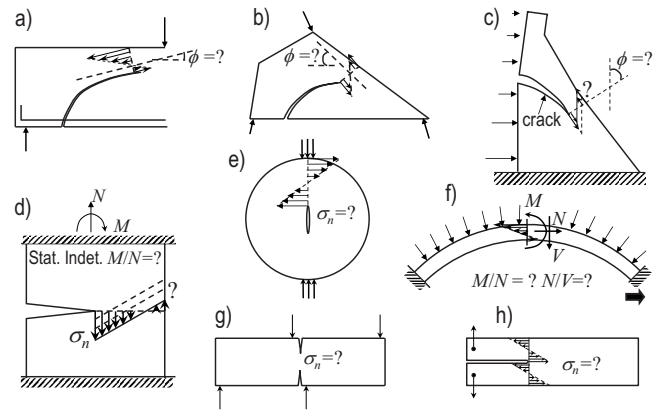 a)
ϕ =?
b)
ϕ =?
c)
ϕ =?
?
crack
d)
N
M
Stat. Indet. M/N=?
?
σn
e)
σn=?
f)
M
N
V
M/N = ? N/V=?
g)
σn=?
h)
σn=?